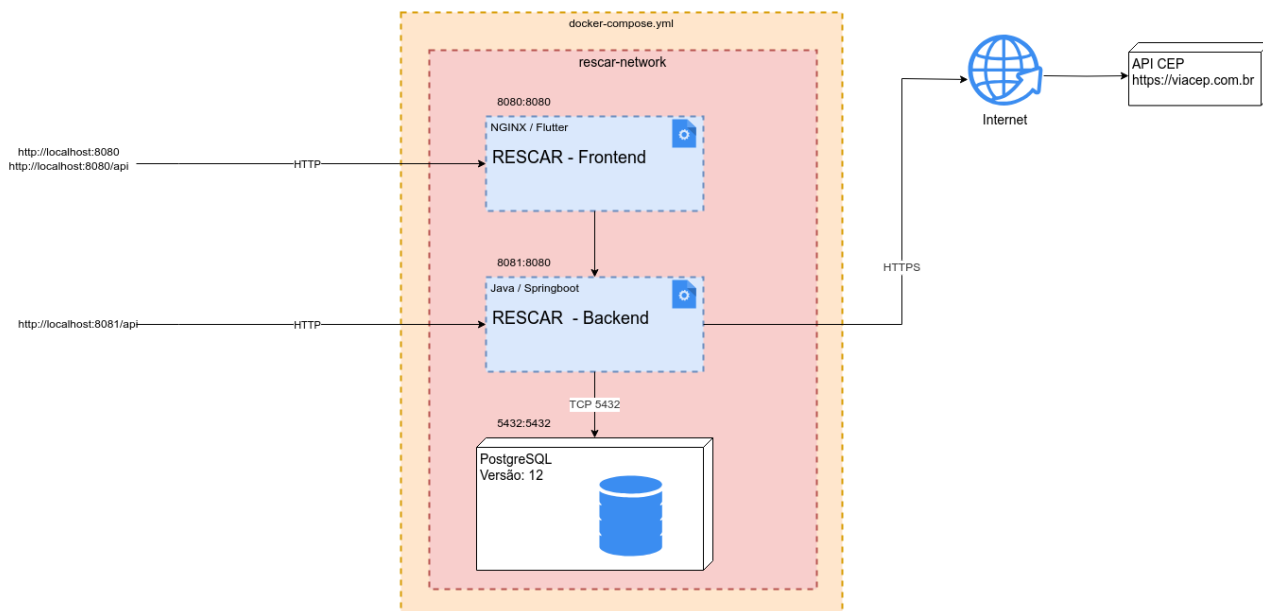 docker-compose.yml
rescar-network
8080:8080
NGINX / Flutter
RESCAR - Frontend
http://localhost:8080
http://localhost:8080/api
HTTP
8081:8080
Java / Springboot
RESCAR - Backend
http://localhost:8081/api
HTTP
TCP 5432
5432:5432
PostgreSQL
Versão: 12
HTTPS
Internet
API CEP
https://viacep.com.br